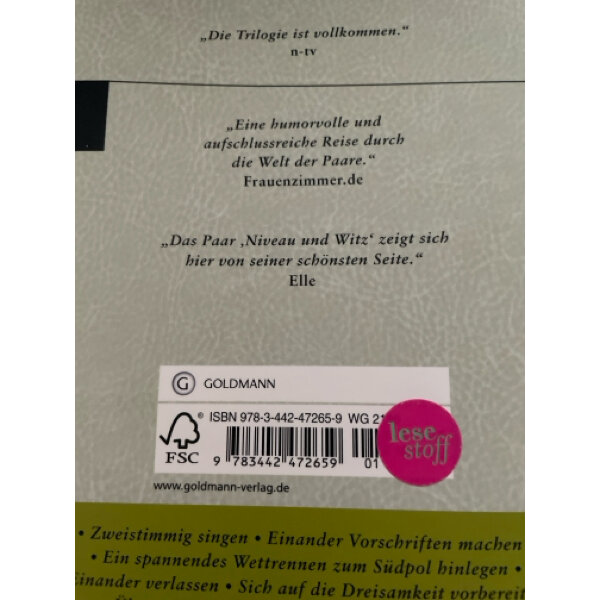 „Die Trilogie ist vollkommen.“
n-tv
„Eine humorvolle und
aufschlussreiche Reise durch
die Welt der Paare.“
Frauenzimmer.de
„Das Paar ‚Niveau und Witz‘ zeigt sich
hier von seiner schönsten Seite.“
Elle
G GOLDMANN
® ISBN 978-3-442-47265-9 WG
FSC
9 783442 472659 01
lese
stoff
www.goldmann-verlag.de
• Zweistimmig singen • Einander Vorschriften machen
• Ein spannendes Wettrennen zum Südpol hinlegen •
Einander verlassen • Sich auf die Dreisamkeit